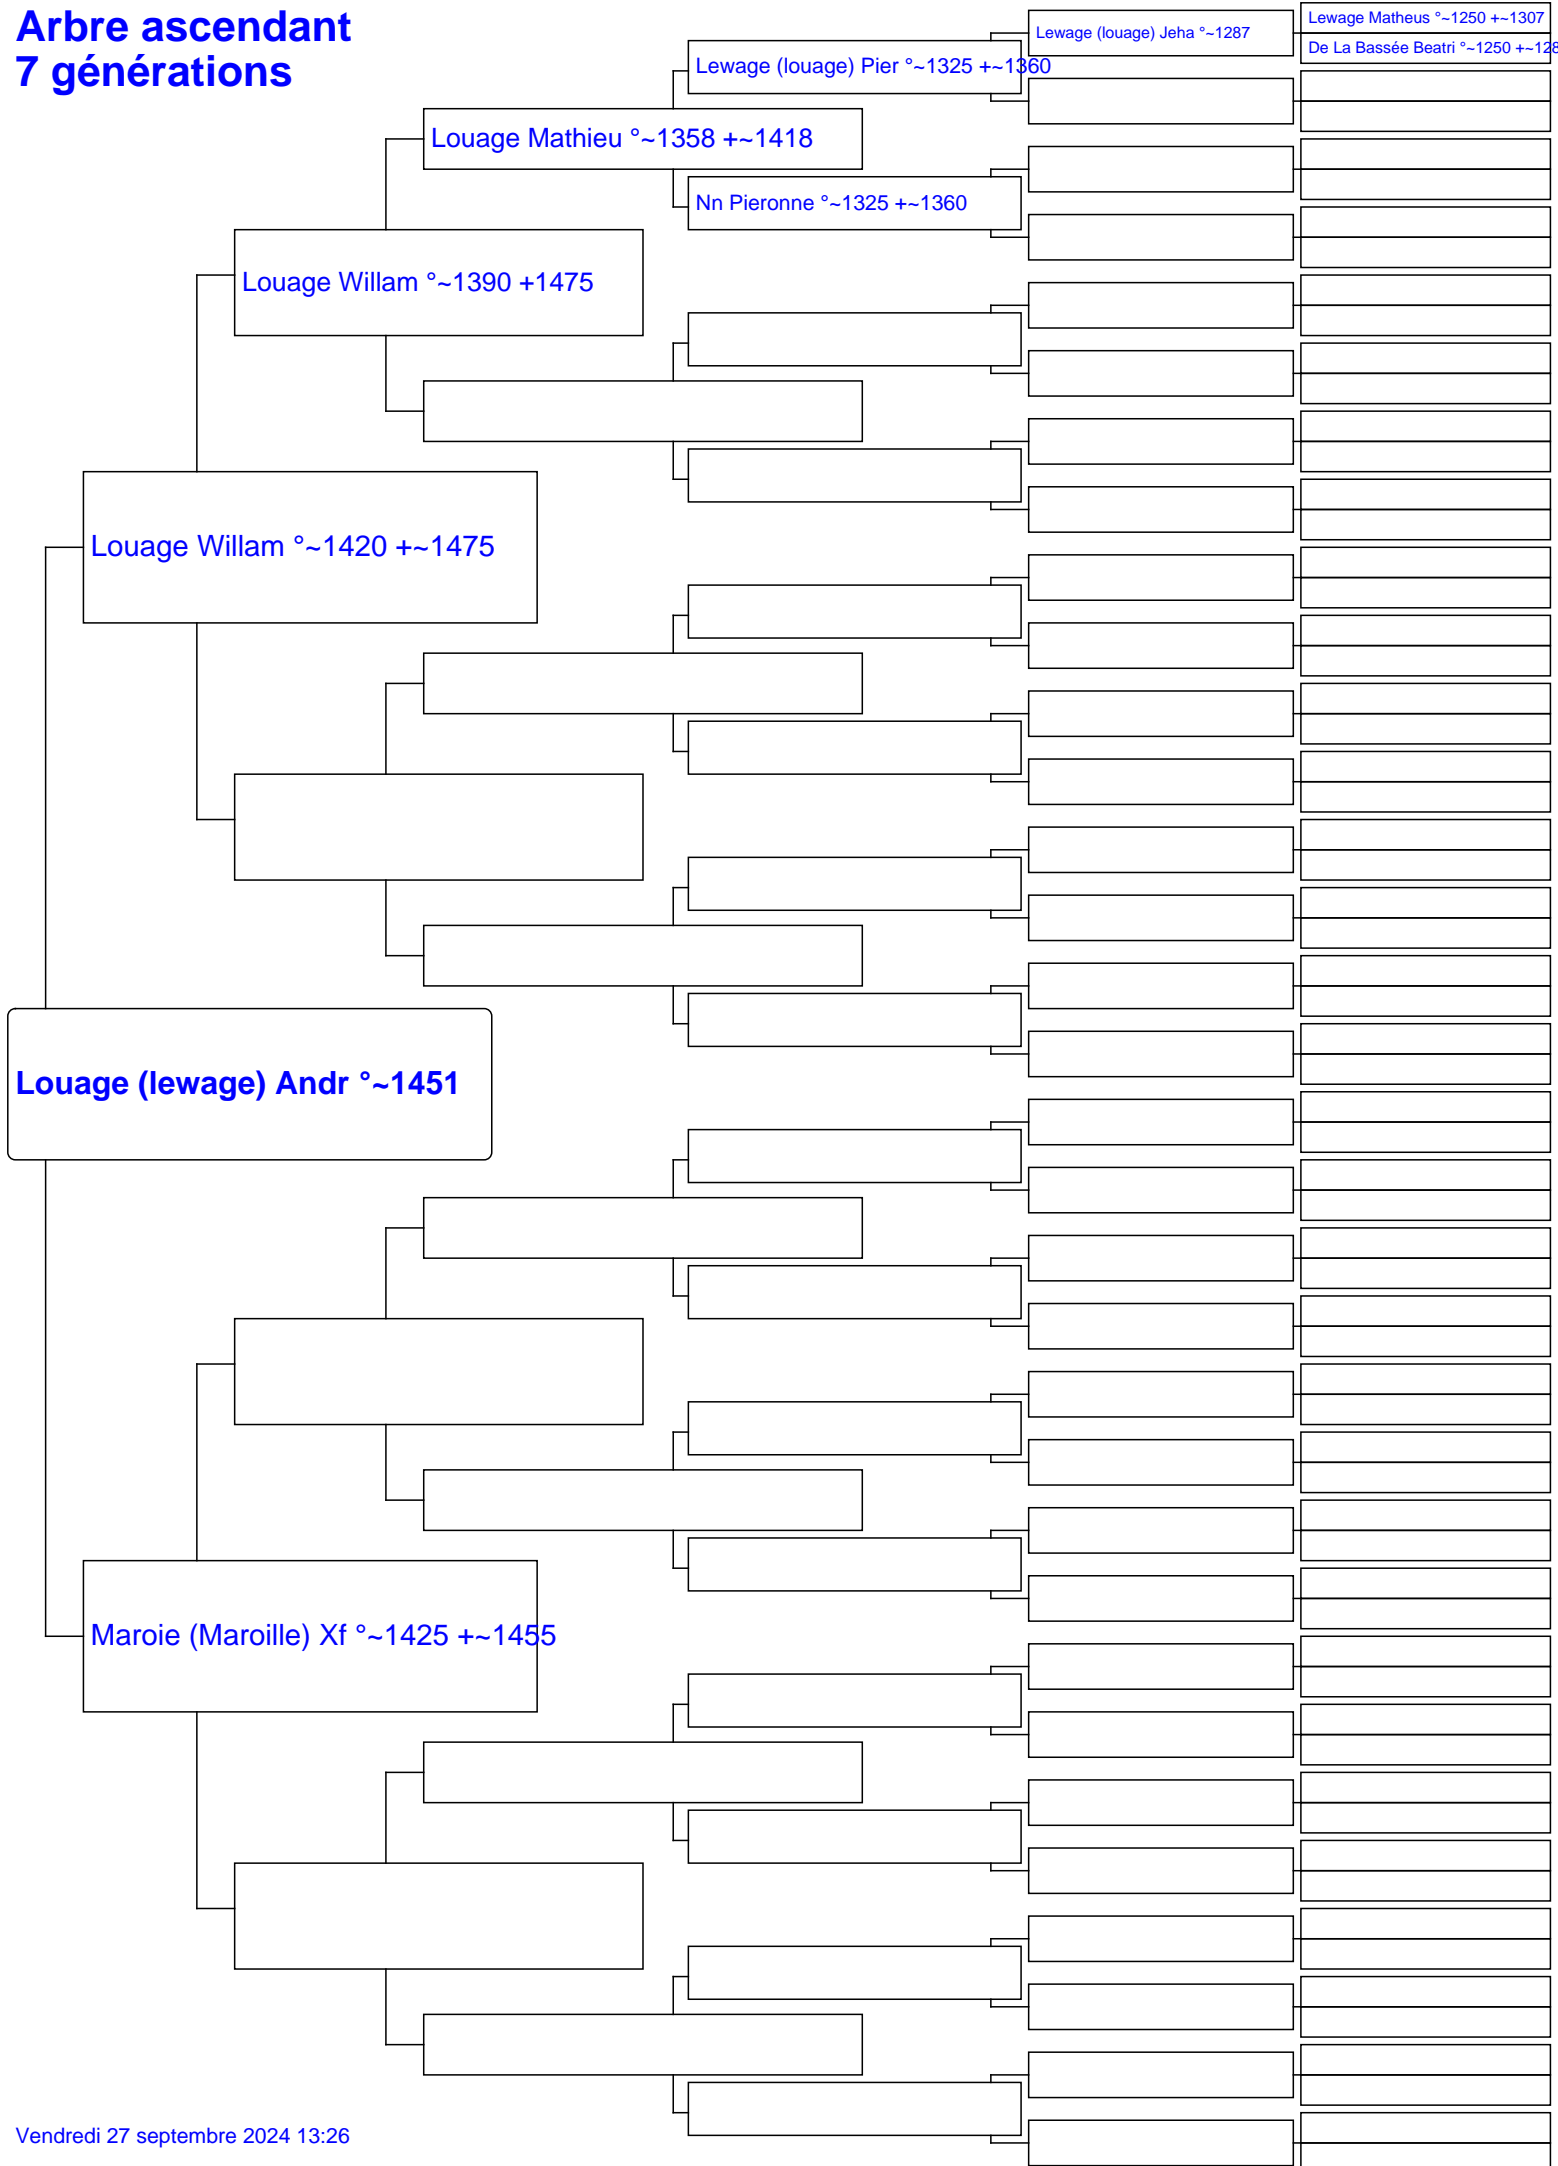 Arbre ascendant
7 générations
Lewage (louage) Jeha °~1287
Lewage Matheus °~1250 +~1307
De La Bassée Beatri °~1250 +~128
Lewage (louage) Pier °~1325 +~1360
Louage Mathieu °~1358 +~1418
Nn Pieronne °~1325 +~1360
Louage Willam °~1390 +1475
Louage Willam °~1420 +~1475
Louage (lewage) Andr °~1451
Maroie (Maroille) Xf °~1425 +~1455
Vendredi 27 septembre 2024 13:26